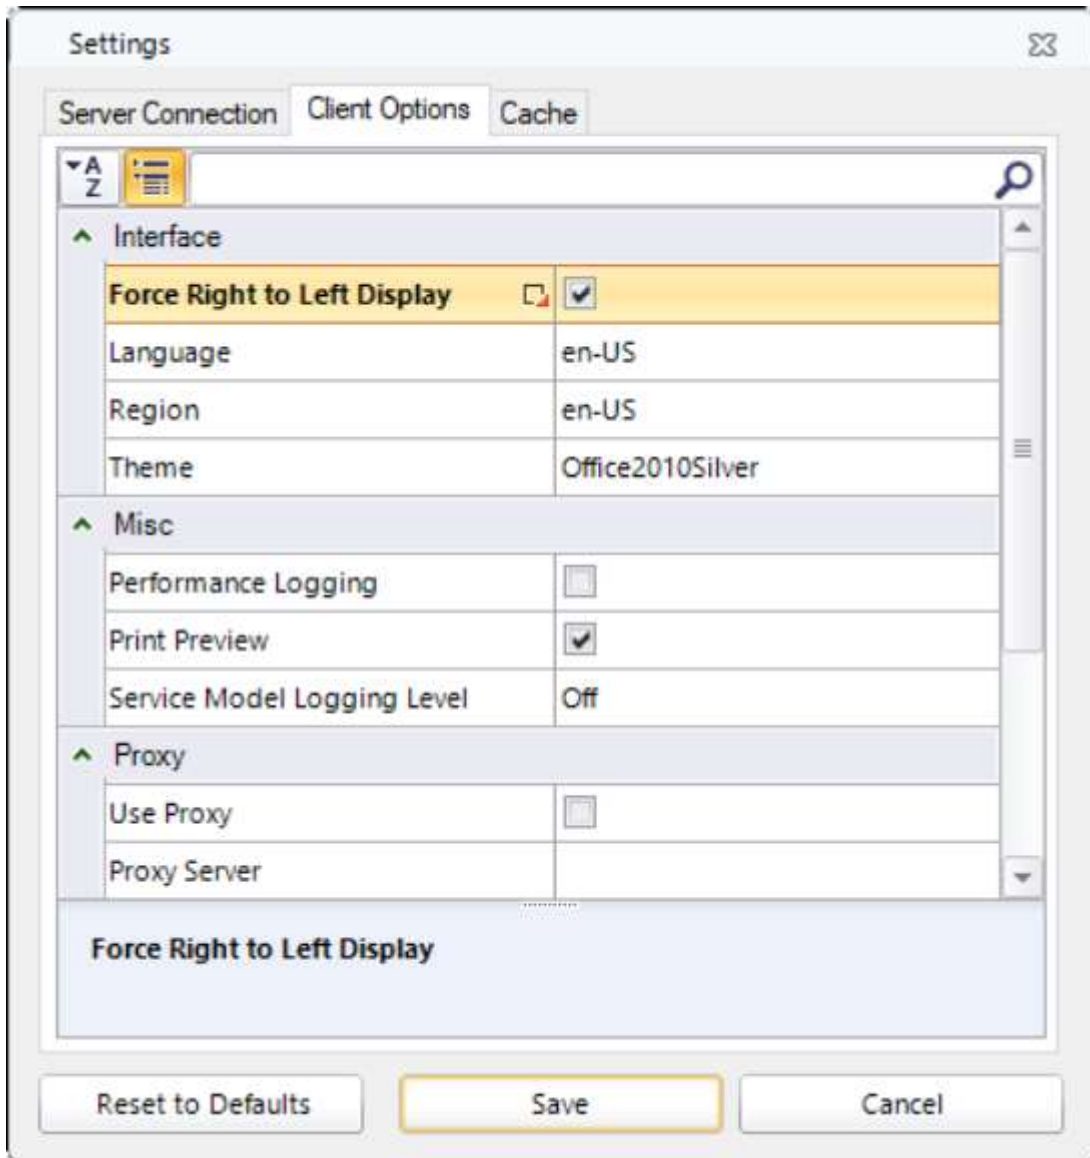 Settings
Server Connection Client Options Cache
A
Z
Interface
Force Right to Left Display
Language en-US
Region en-US
Theme Office2010Silver
Misc
Performance Logging
Print Preview
Service Model Logging Level Off
Proxy
Use Proxy
Proxy Server
Force Right to Left Display
Reset to Defaults Save Cancel